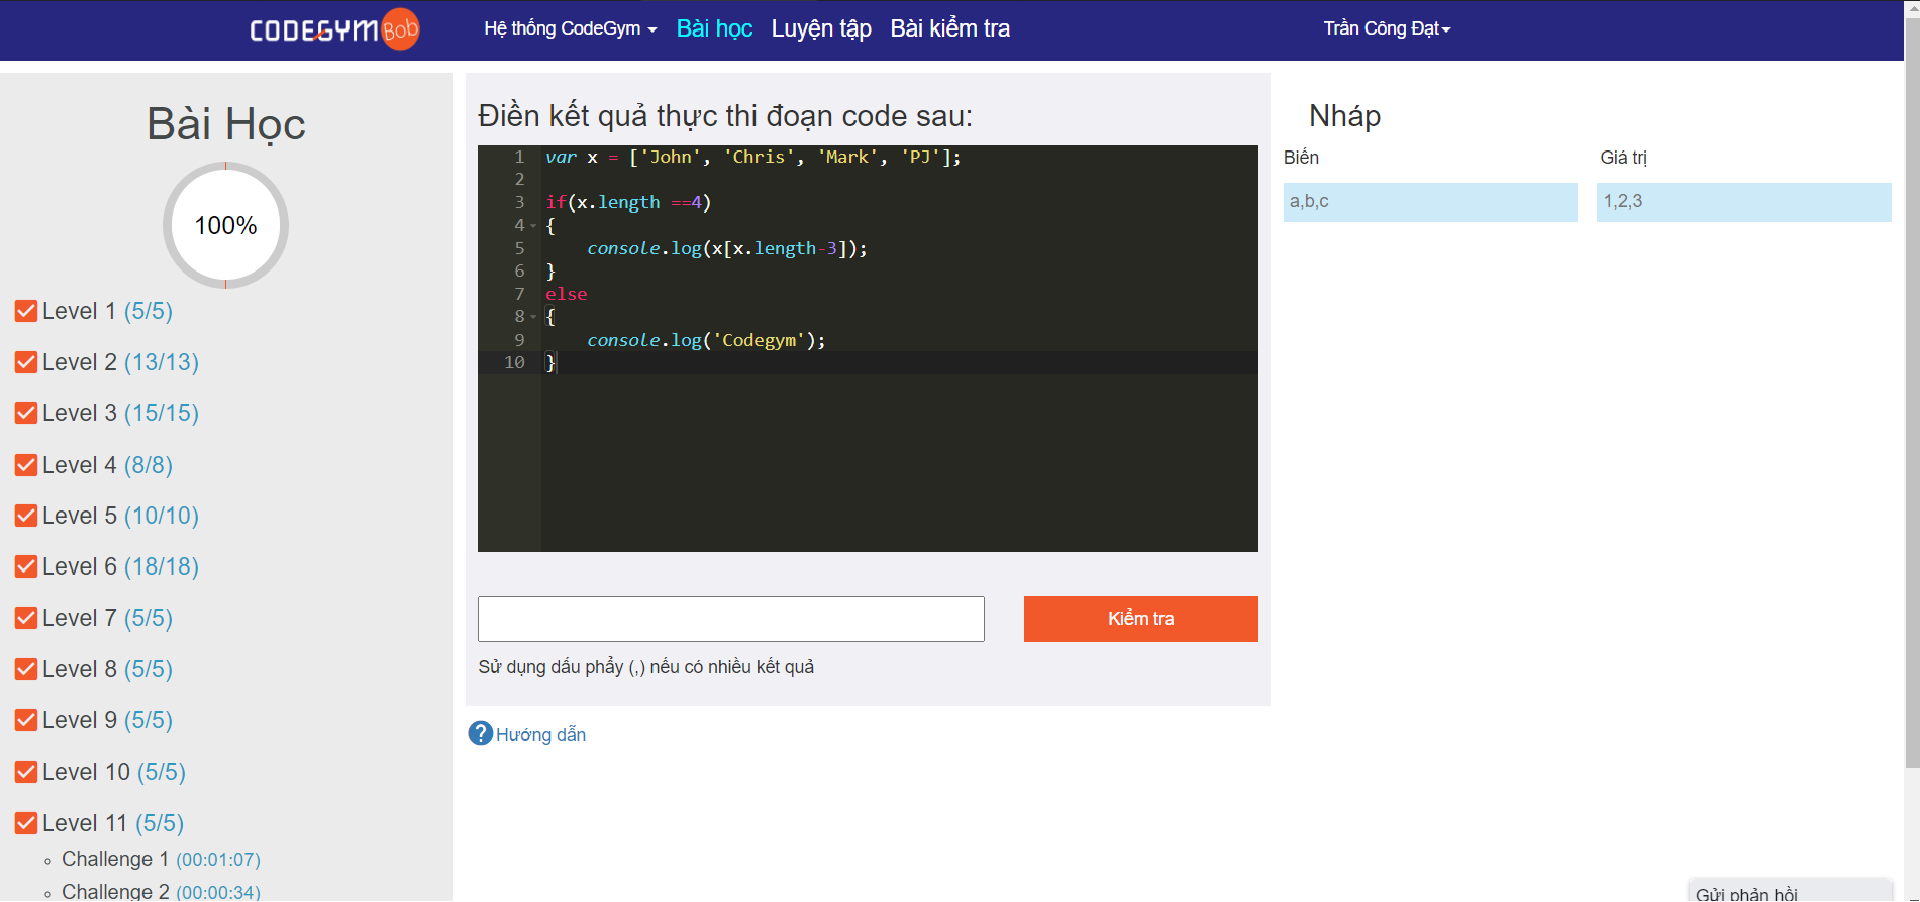 CODEGYM Bob
Hệ thống CodeGym
Bài học
Luyện tập
Bài kiểm tra
Trần Công Đạt
Bài Học
100%
Level 1 (5/5)
Level 2 (13/13)
Level 3 (15/15)
Level 4 (8/8)
Level 5 (10/10)
Level 6 (18/18)
Level 7 (5/5)
Level 8 (5/5)
Level 9 (5/5)
Level 10 (5/5)
Level 11 (5/5)
Challenge 1 (00:01:07)
Challenge 2 (00:00:34)
Điền kết quả thực thi đoạn code sau:
1 var x = ['John', 'Chris', 'Mark', 'PJ'];
2
3 if(x.length ==4)
4 {
5     console.log(x[x.length-3]);
6 }
7 else
8 {
9     console.log('Codegym');
10 }
Kiểm tra
Sử dụng dấu phẩy (,) nếu có nhiều kết quả
? Hướng dẫn
Nháp
Biến
Giá trị
a,b,c
1,2,3
Gửi phản hồi